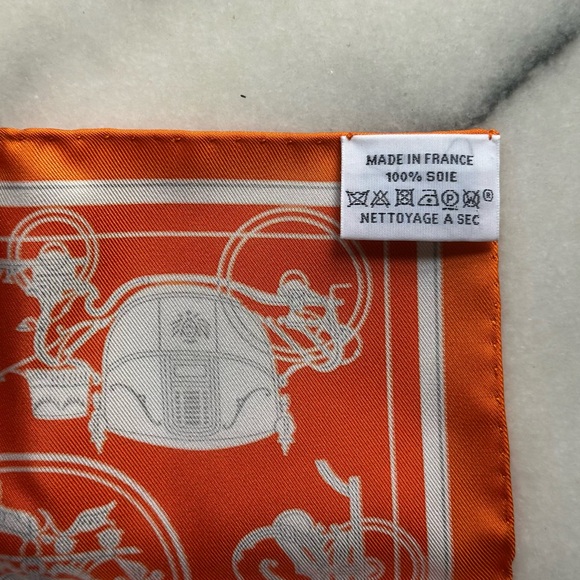 MADE IN FRANCE
100% SOIE
P W®
NETTOYAGE A SEC